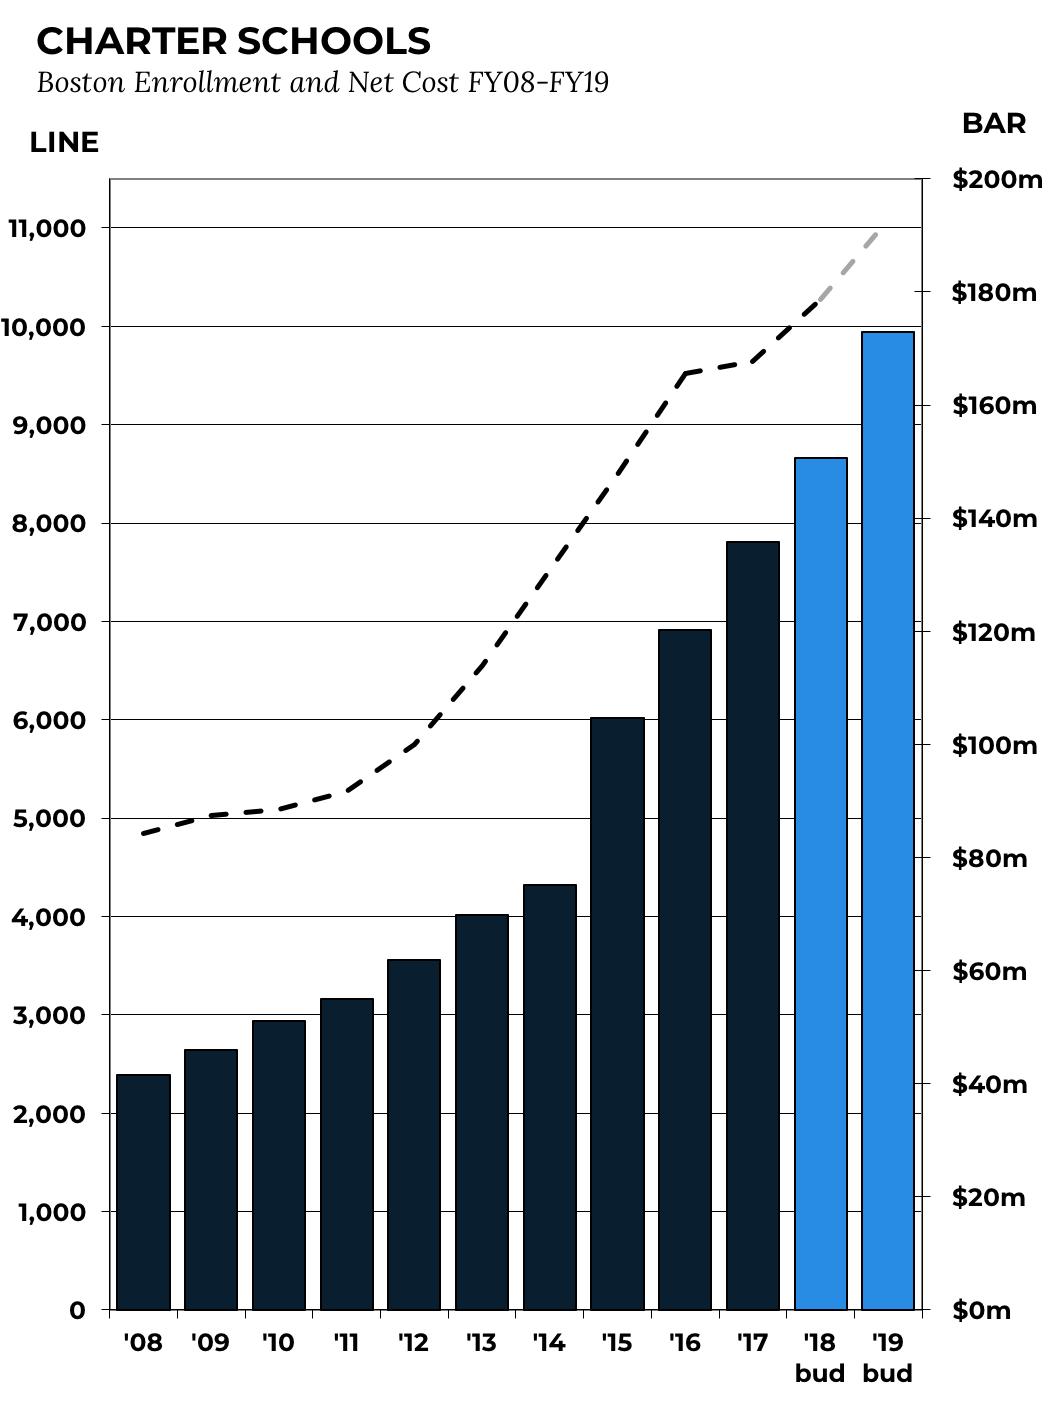 CHARTER SCHOOLS
Boston Enrollment and Net Cost FY08-FY19
LINE
BAR
11,000
10,000
9,000
8,000
7,000
6,000
5,000
4,000
3,000
2,000
1,000
0
$200m
$180m
$160m
$140m
$120m
$100m
$80m
$60m
$40m
$20m
$0m
'08 '09 '10 '11 '12 '13 '14 '15 '16 '17 '18 '19
bud bud